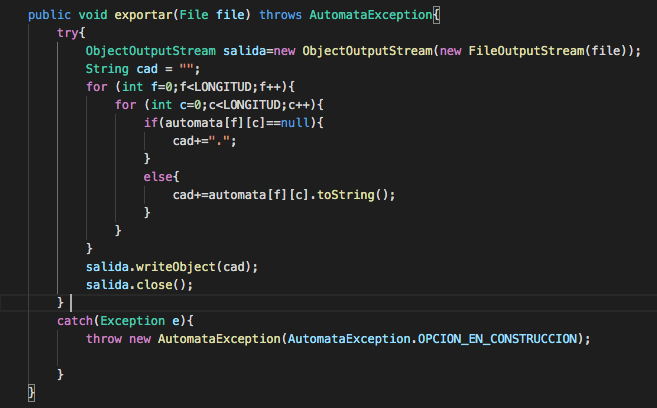 public void exportar(File file) throws AutomataException{
try{
ObjectOutputStream salida=new ObjectOutputStream(new FileOutputStream(file));
String cad = "";
for (int f=0;f<LONGITUD;f++){
for (int c=0;c<LONGITUD;c++){
if(automata[f][c]==null){
cad+=".";
}
else{
cad+=automata[f][c].toString();
}
}
}
salida.writeObject(cad);
salida.close();
}
catch(Exception e){
throw new AutomataException(AutomataException.OPCION_EN_CONSTRUCCION);
}
}